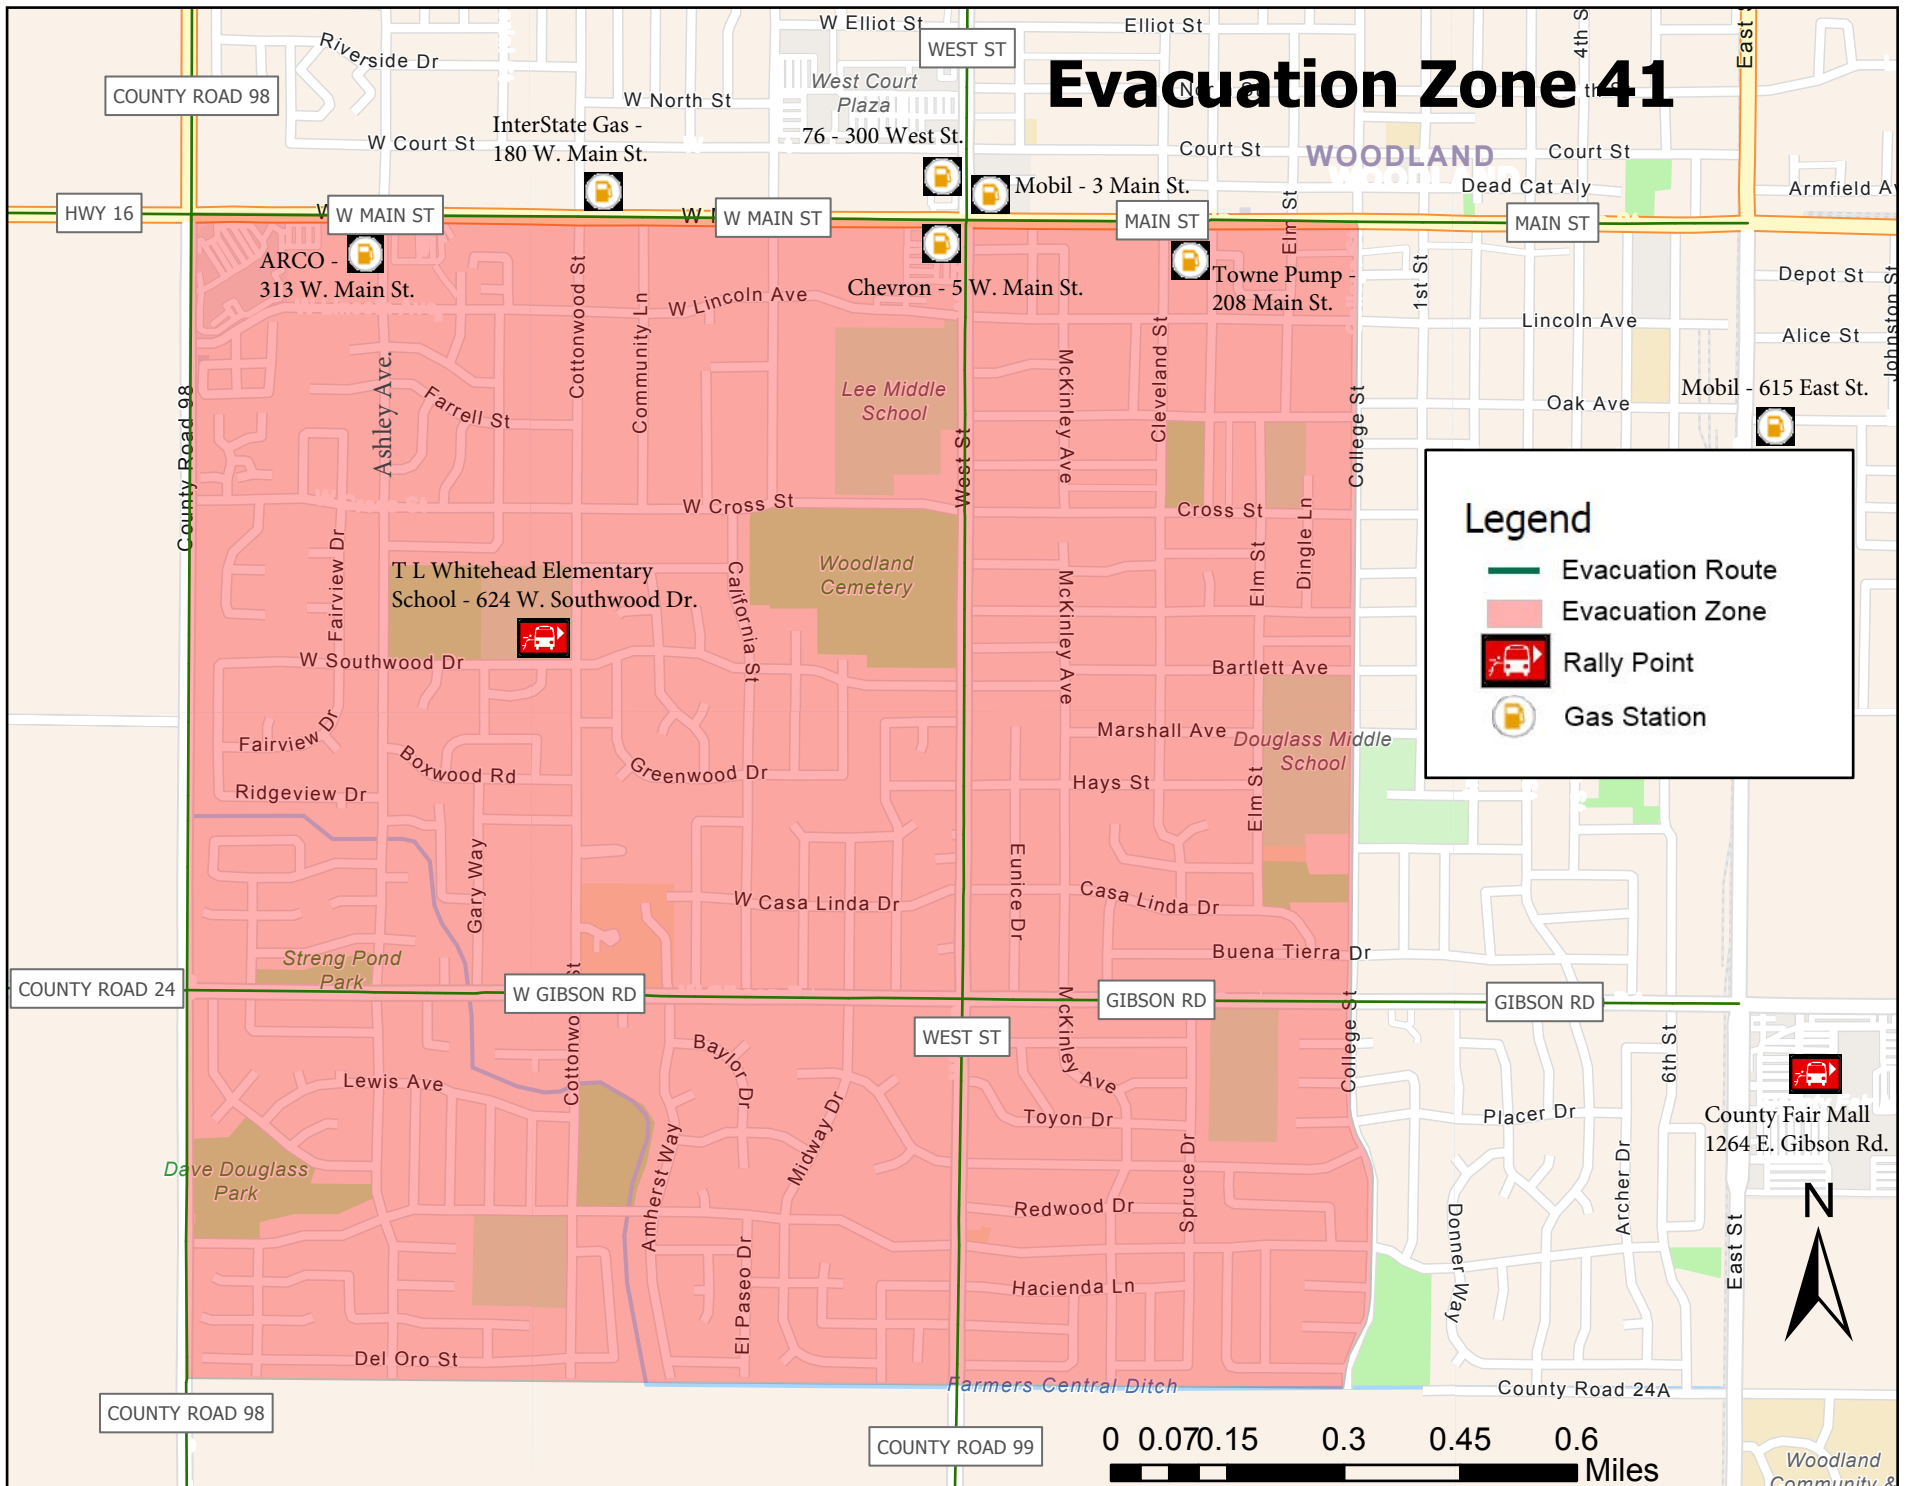 Evacuation Zone 41
W Elliot St
Elliot St
4th S
East S
WEST ST
Riverside Dr
COUNTY ROAD 98
West Court
Plaza
W North St
InterState Gas -
180 W. Main St.
76 - 300 West St.
W Court St
Court St
WOODLAND
Court St
Mobil - 3 Main St.
Dead Cat Aly
Armfield Av
HWY 16
W MAIN ST
W MAIN ST
MAIN ST
MAIN ST
Elm St
ARCO -
313 W. Main St.
Chevron - 5 W. Main St.
Towne Pump -
208 Main St.
1st St
Depot St
Johnston St
Cottonwood St
Community Ln
W Lincoln Ave
Lincoln Ave
Alice St
County Road 98
Ashley Ave.
Farrell St
Lee Middle
School
West St
McKinley Ave
Cleveland St
College St
Oak Ave
Mobil - 615 East St.
W Cross St
W Cross St
Cross St
Dingle Ln
Elm St
Legend
Evacuation Route
Evacuation Zone
Rally Point
Gas Station
Fairview Dr
T L Whitehead Elementary
School - 624 W. Southwood Dr.
California St
Woodland
Cemetery
McKinley Ave
W Southwood Dr
Bartlett Ave
Fairview Dr
Boxwood Rd
Greenwood Dr
Marshall Ave
Douglass Middle
School
Ridgeview Dr
Hays St
Elm St
Gary Way
Eunice Dr
W Casa Linda Dr
Casa Linda Dr
Streng Pond
Park
Buena Tierra Dr
COUNTY ROAD 24
W GIBSON RD
GIBSON RD
GIBSON RD
WEST ST
Cottonwood St
Baylor Dr
McKinley Ave
College St
6th St
Lewis Ave
Midway Dr
Toyon Dr
Placer Dr
County Fair Mall
1264 E. Gibson Rd.
Dave Douglass
Park
Amherst Way
Spruce Dr
Archer Dr
N
Redwood Dr
Donner Way
East St
El Paseo Dr
Hacienda Ln
Del Oro St
Farmers Central Ditch
County Road 24A
COUNTY ROAD 98
COUNTY ROAD 99
0 0.07 0.15 0.3 0.45 0.6
Miles
Woodland
Community &